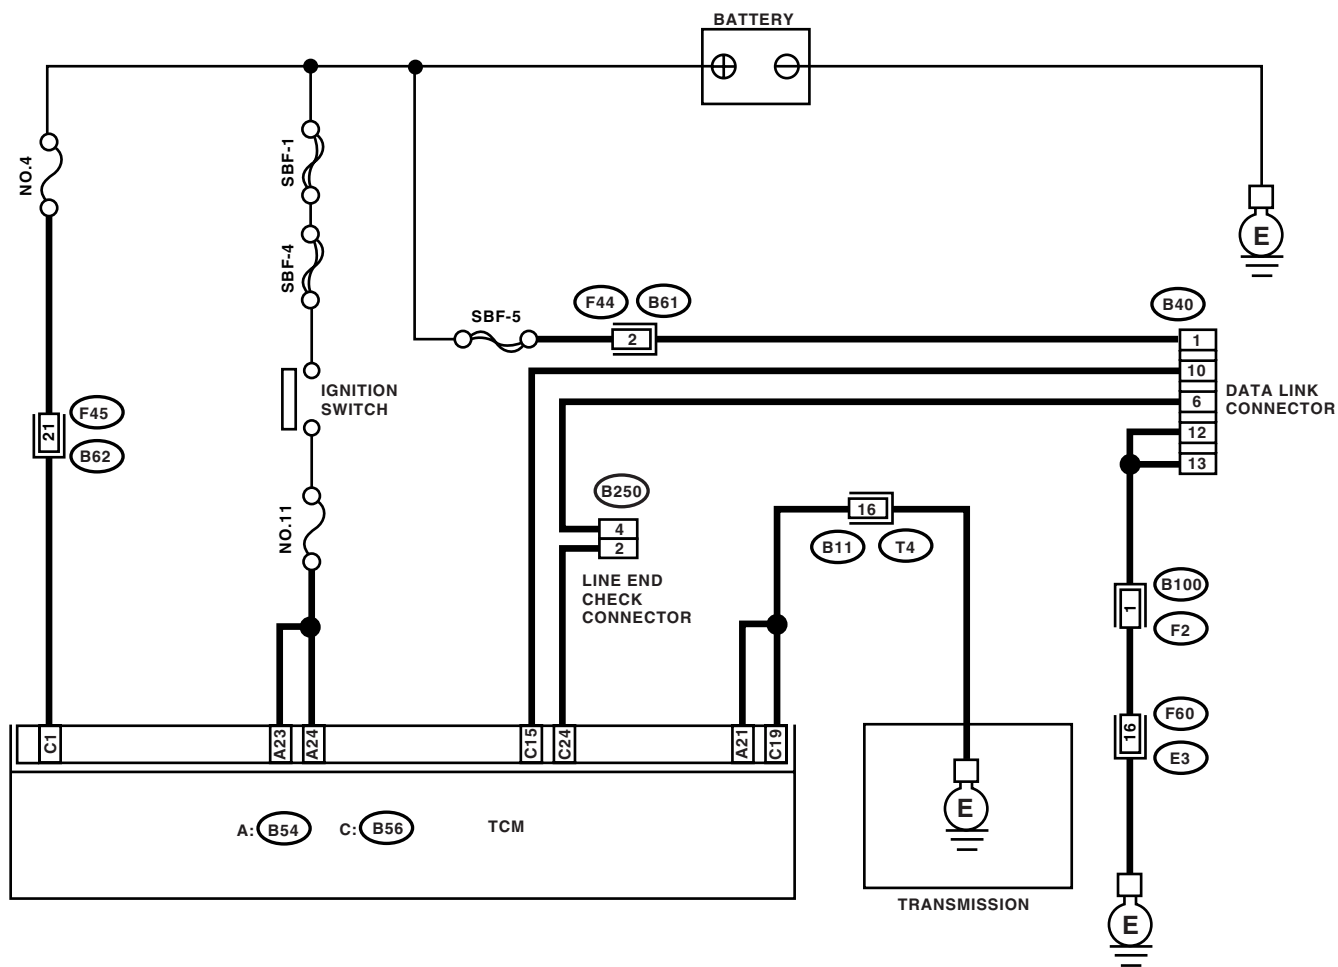 BATTERY
NO.4
SBF-1
SBF-4
E
F44
B61
B40
SBF-5
2
1
10
IGNITION
SWITCH
6
DATA LINK
CONNECTOR
F45
21
12
B62
13
B250
NO.11
16
4
B11
T4
2
LINE END
CHECK
CONNECTOR
B100
1
F2
F60
16
E3
C1
A23
A24
C15
C24
A21
C19
E
A:
B54
C:
B56
TCM
TRANSMISSION
E